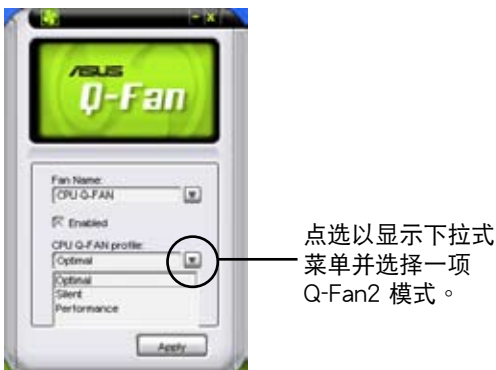 ASUS
Q-Fan
Fan Name:
CPU Q-FAN
Enabled
CPU Q-FAN profile:
Optimal
Optimal
Silent
Performance
Apply
点选以显示下拉式
菜单并选择一项
Q-Fan2 模式。